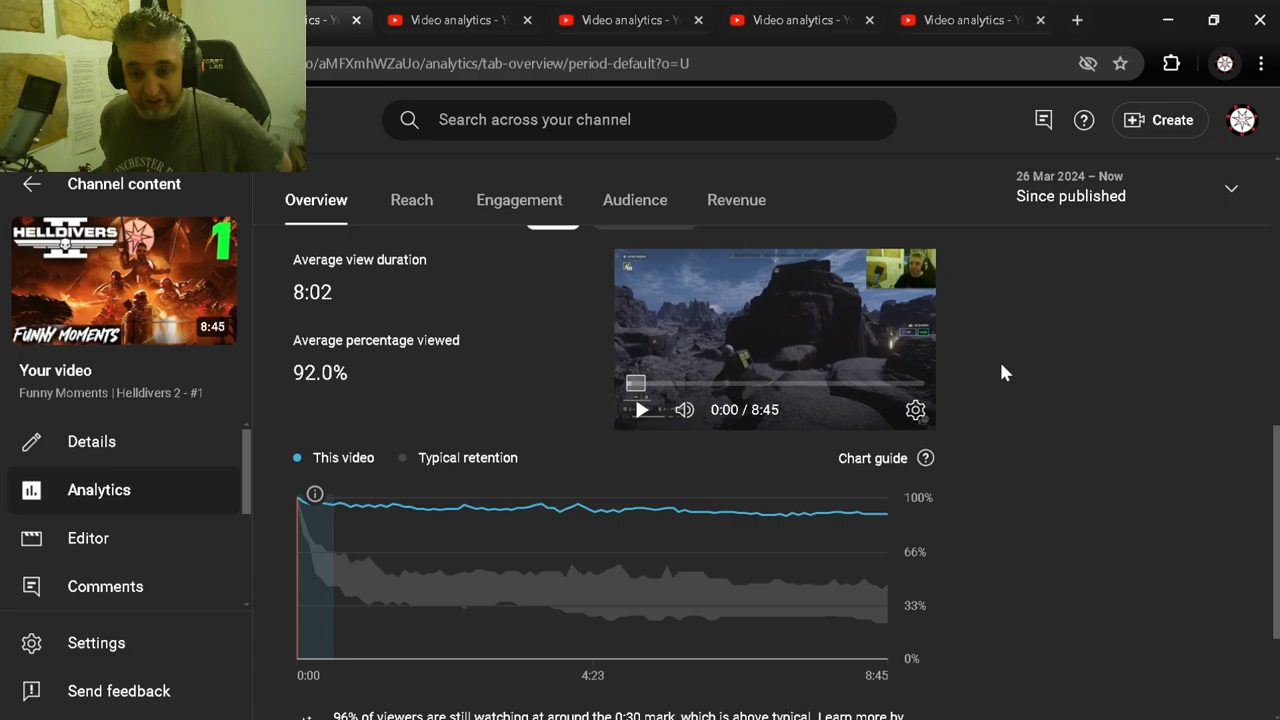 ics - Y
Video analytics - Y
Video analytics - Y
Video analytics - Y
Video analytics - Y
o/aMFXmhWZaUo/analytics/tab-overview/period-default?o=U
Search across your channel
Create
Channel content
Overview
Reach
Engagement
Audience
Revenue
26 Mar 2024 – Now
Since published
HELLDIVERS
II
1
FUNNY MOMENTS
8:45
Your video
Funny Moments | Helldivers 2 - #1
Details
Analytics
Editor
Comments
Settings
Send feedback
Average view duration
8:02
Average percentage viewed
92.0%
0:00 / 8:45
This video
Typical retention
Chart guide
100%
66%
33%
0%
0:00
4:23
8:45
96% of viewers are still watching at around the 0:30 mark, which is above typical. Learn more by